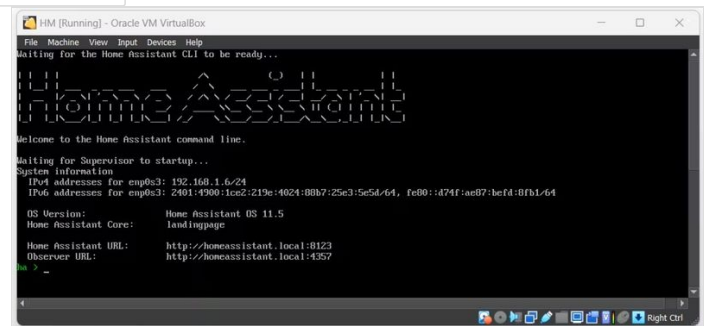 HM [Running] - Oracle VM VirtualBox
File Machine View Input Devices Help
Waiting for the Home Assistant CLI to be ready...
Home Assistant
Welcome to the Home Assistant command line.
Waiting for Supervisor to startup...
System information
IPv4 addresses for enp0s3: 192.168.1.6/24
IPv6 addresses for enp0s3: 2401:4900:1ce2:219e:4024:88b7:25e3:5e5d/64, fe80::d74f:ae87:befd:8fb1/64
OS Version: Home Assistant OS 11.5
Home Assistant Core: landingpage
Home Assistant URL: http://homeassistant.local:8123
Observer URL: http://homeassistant.local:4357
ha > _
Right Ctrl